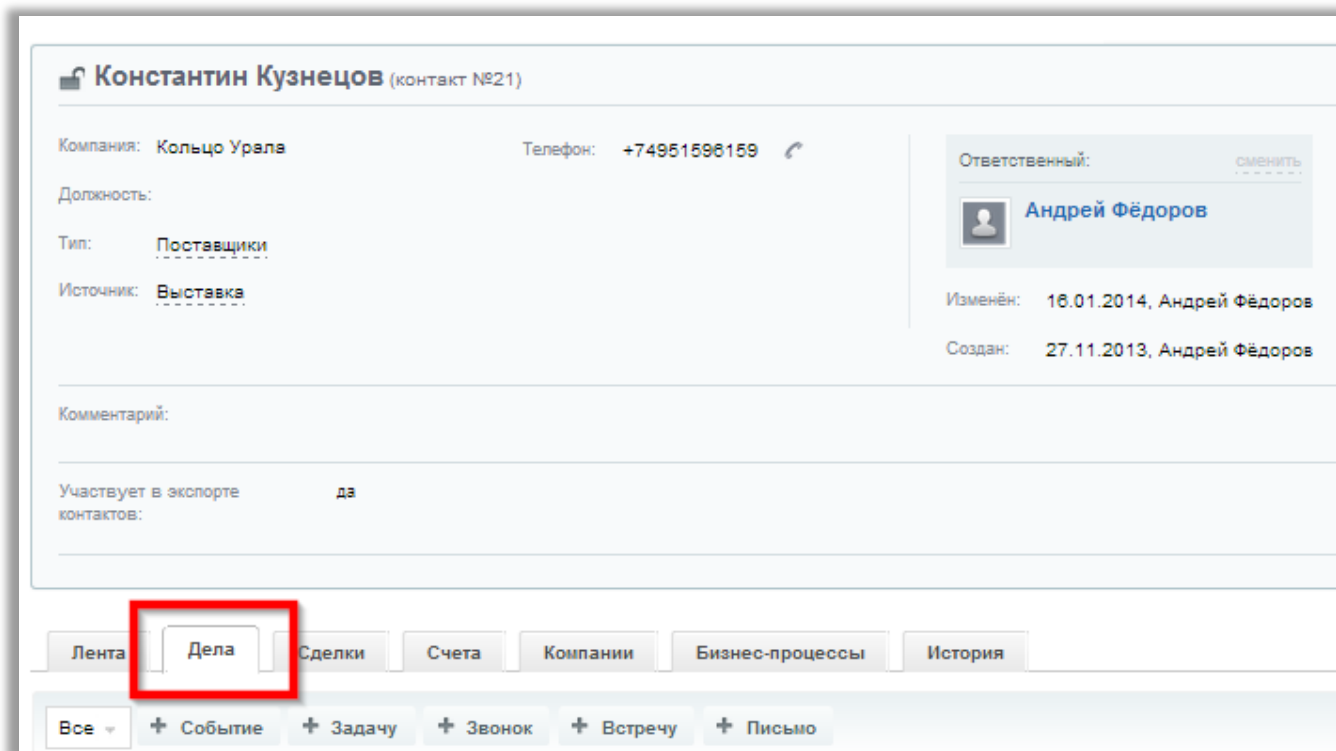 Константин Кузнецов (контакт №21)
Компания: Кольцо Урала
Телефон: +74951596159
Должность:
Тип: Поставщики
Источник: Выставка
Ответственный: сменить
Андрей Фёдоров
Изменён: 16.01.2014, Андрей Фёдоров
Создан: 27.11.2013, Андрей Фёдоров
Комментарий:
Участвует в экспорте да
контактов:
Лента Дела Сделки Счета Компании Бизнес-процессы История
Все + Событие + Задачу + Звонок + Встречу + Письмо